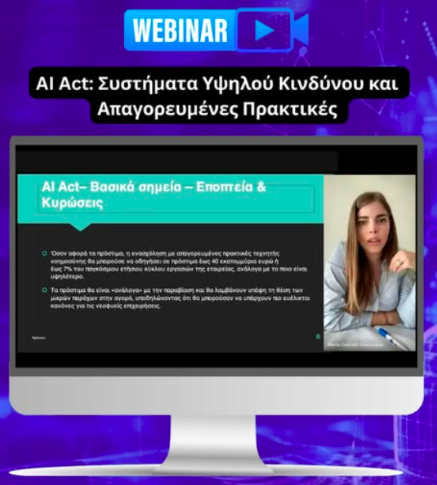 WEBINAR
AI Act: Συστήματα Υψηλού Κινδύνου και
Απαγορευμένες Πρακτικές
AI Act– Βασικά σημεία – Εποπτεία &
Κυρώσεις
Όσον αφορά τα πρόστιμα, η ενασχόληση με απαγορευμένες πρακτικές τεχνητής
νοημοσύνης θα μπορούσε να οδηγήσει σε πρόστιμα έως 40 εκατομμύρια ευρώ ή
έως 7% του παγκόσμιου ετήσιου κύκλου εργασιών της εταιρείας, ανάλογα με το ποιο είναι
υψηλότερο.
Τα πρόστιμα θα είναι «ανάλογα» με την παραβίαση και θα λαμβάνουν υπόψη τη θέση των
μικρών παρόχων στην αγορά, υποδηλώνοντας ότι θα μπορούσαν να υπάρχουν πιο ευέλικτοι
κανόνες για τις νεοφυείς επιχειρήσεις.
6